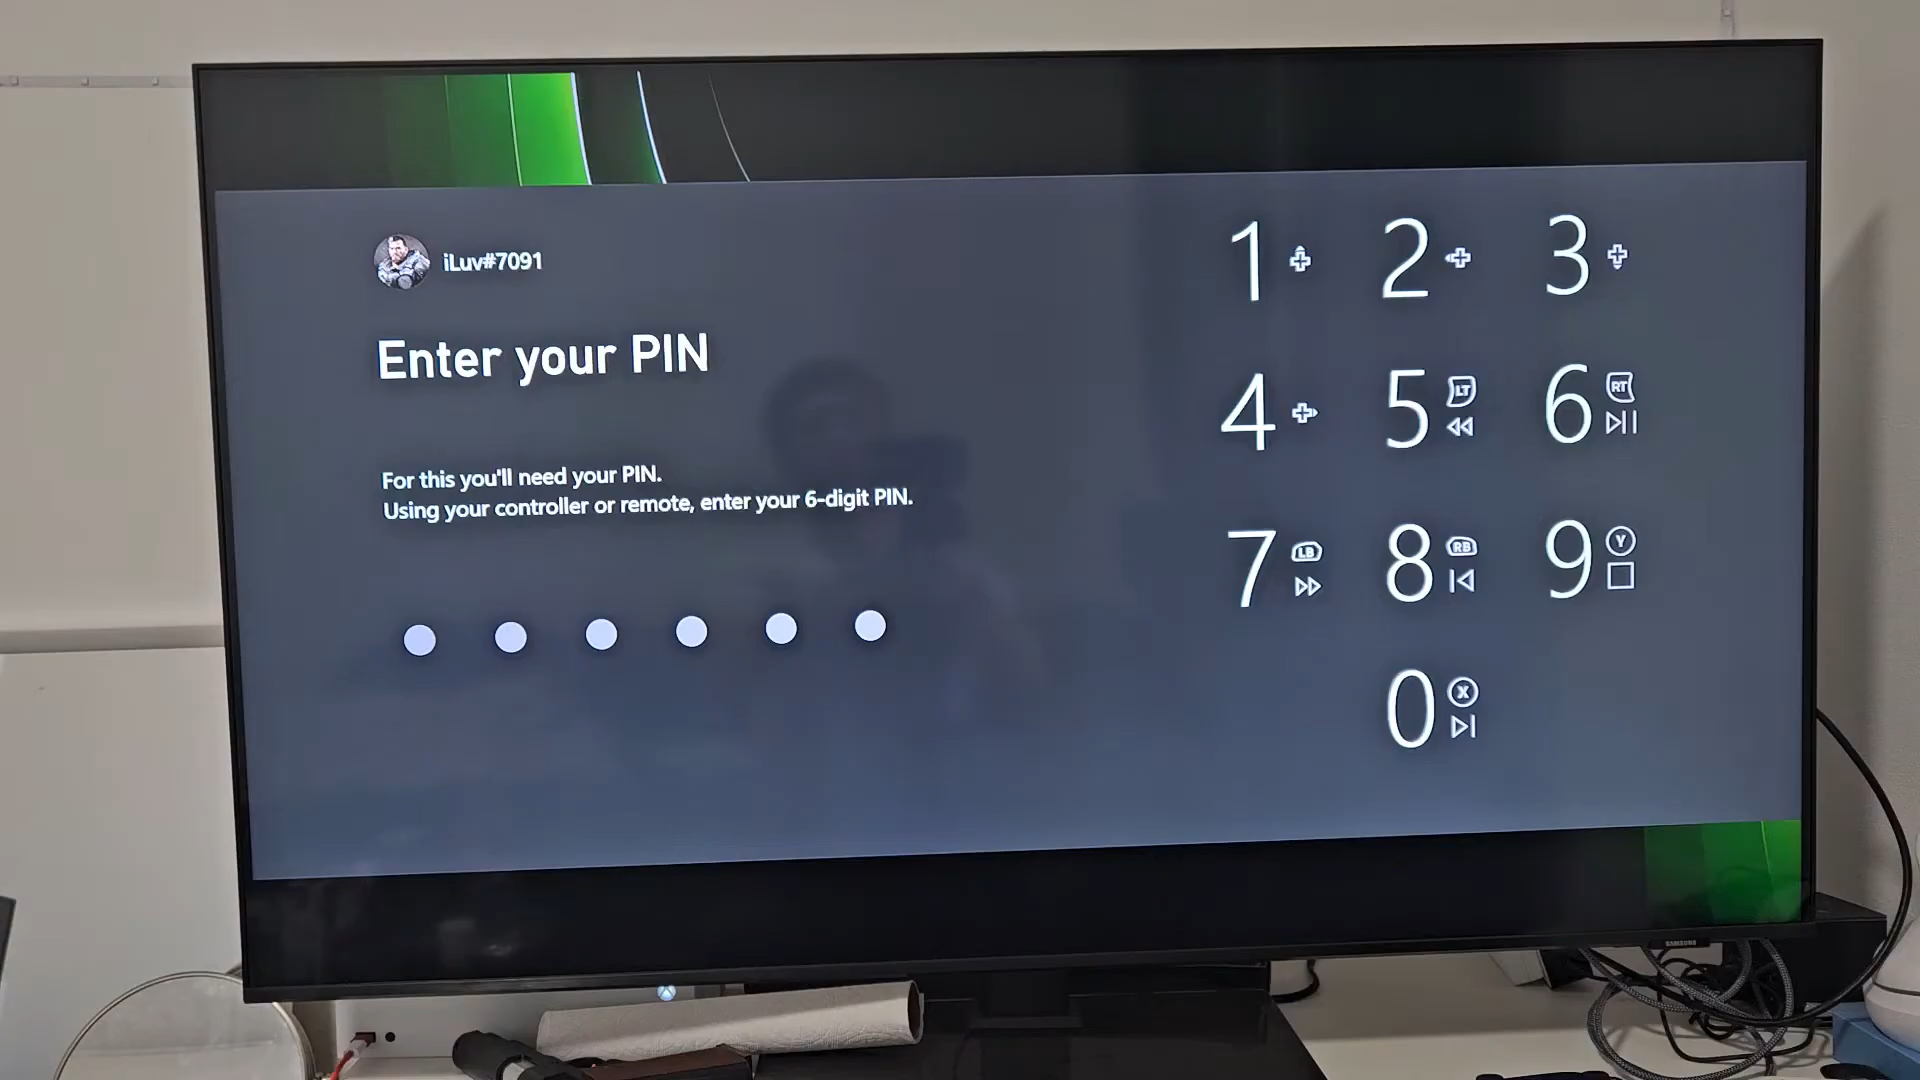 iLuv#7091
Enter your PIN
For this you'll need your PIN.
Using your controller or remote, enter your 6-digit PIN.
1 2 3
4 5 LT 6 RT
7 LB 8 RB 9 Y
0 X
SAMSUNG